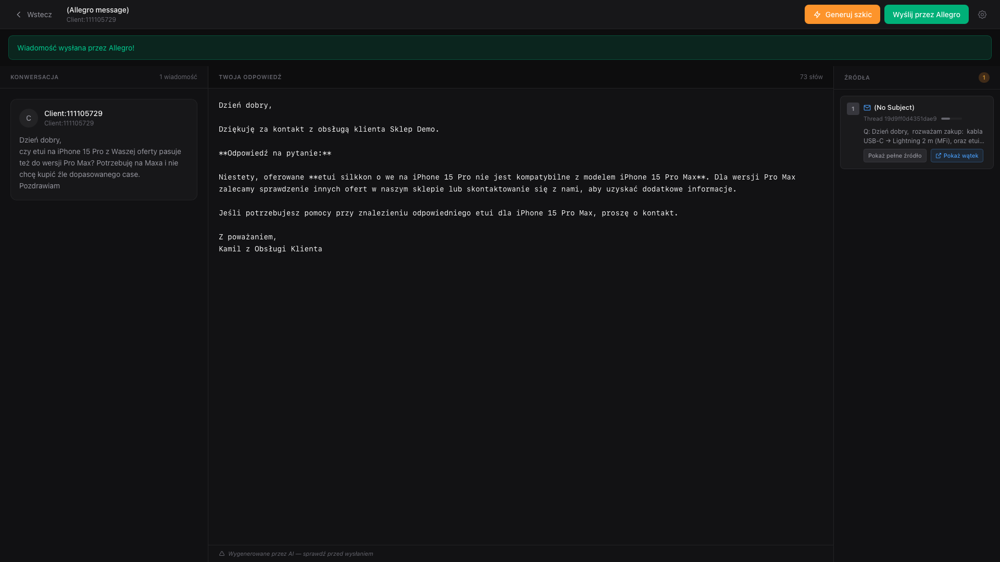 Wstecz
(Allegro message)
Client:111105729
Generuj szkic
Wyślij przez Allegro
Wiadomość wysłana przez Allegro!
KONWERSACJA
1 wiadomość
C
Client:111105729
Client:111105729
Dzień dobry,
czy etui na iPhone 15 Pro z Waszej oferty pasuje
też do wersji Pro Max? Potrzebuję na Maxa i nie
chcę kupić źle dopasowanego case.
Pozdrawiam
TWOJA ODPOWIEDŹ
73 słów
Dzień dobry,
Dziękuję za kontakt z obsługą klienta Sklep Demo.
**Odpowiedź na pytanie:**
Niestety, oferowane **etui silkkon o we na iPhone 15 Pro nie jest kompatybilne z modelem iPhone 15 Pro Max**. Dla wersji Pro Max
zalecamy sprawdzenie innych ofert w naszym sklepie lub skontaktowanie się z nami, aby uzyskać dodatkowe informacje.
Jeśli potrzebujesz pomocy przy znalezieniu odpowiedniego etui dla iPhone 15 Pro Max, proszę o kontakt.
Z poważaniem,
Kamil z Obsługi Klienta
Wygenerowane przez AI — sprawdź przed wysłaniem
ŹRÓDŁA
1
1
(No Subject)
Thread 19d9ff0d4351dae9
Q: Dzień dobry, rozważam zakup: kabla
USB-C → Lightning 2 m (MFi), oraz etui...
Pokaż pełne źródło
Pokaż wątek